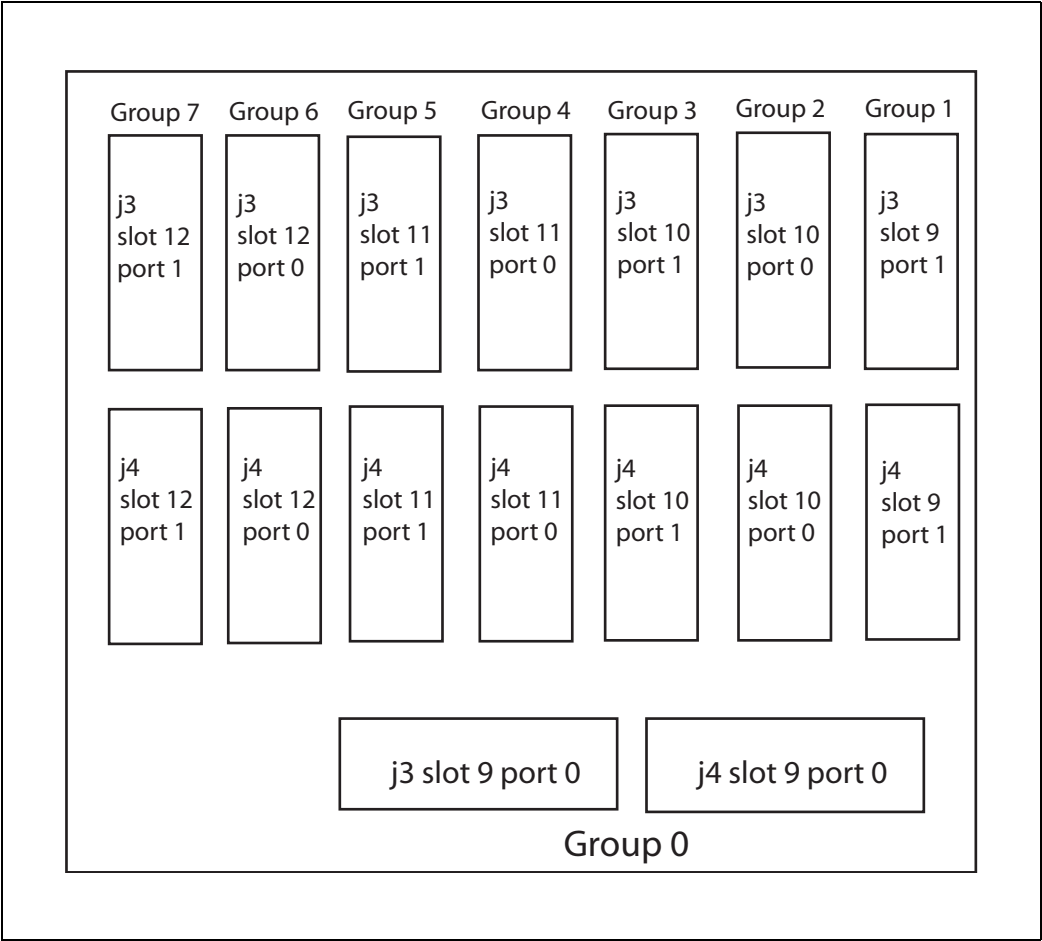 Group 7
Group 6
Group 5
Group 4
Group 3
Group 2
Group 1
j3
slot 12
port 1
j3
slot 12
port 0
j3
slot 11
port 1
j3
slot 11
port 0
j3
slot 10
port 1
j3
slot 10
port 0
j3
slot 9
port 1
j4
slot 12
port 1
j4
slot 12
port 0
j4
slot 11
port 1
j4
slot 11
port 0
j4
slot 10
port 1
j4
slot 10
port 0
j4
slot 9
port 1
j3 slot 9 port 0
j4 slot 9 port 0
Group 0